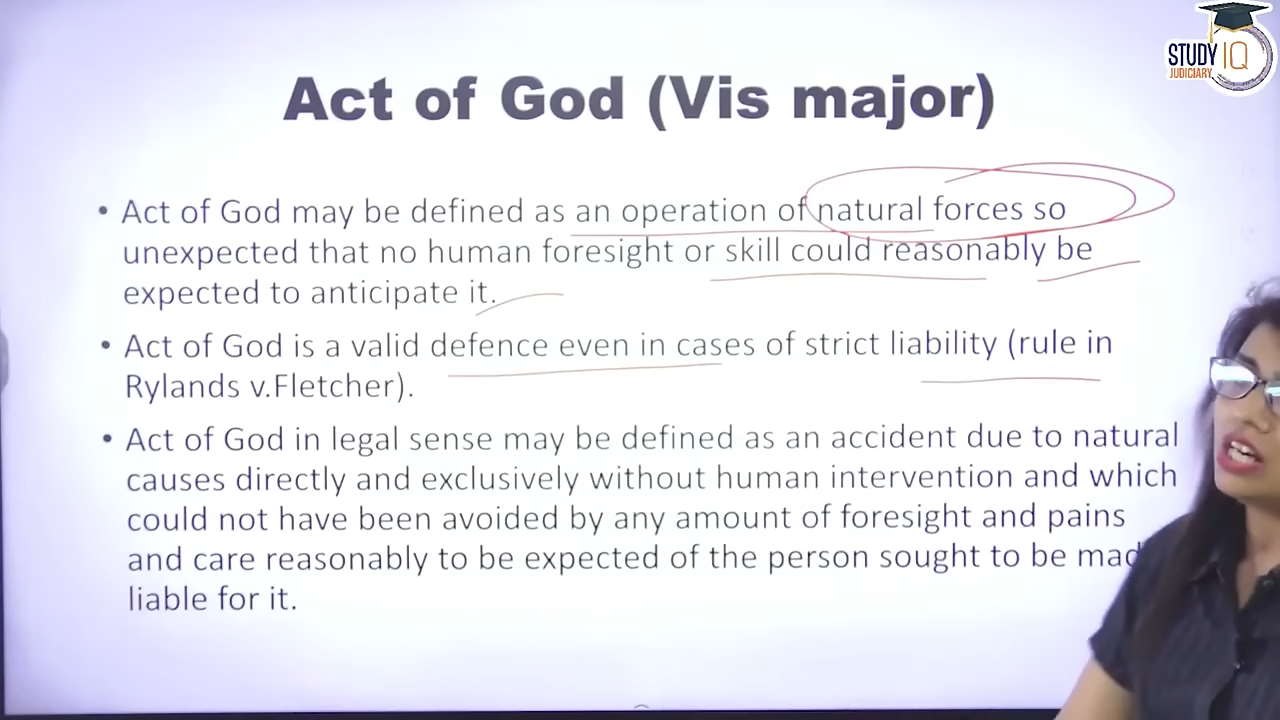 STUDY IQ
JUDICIARY
Act of God (Vis major)
• Act of God may be defined as an operation of natural forces so
unexpected that no human foresight or skill could reasonably be
expected to anticipate it.
• Act of God is a valid defence even in cases of strict liability (rule in
Rylands v.Fletcher).
• Act of God in legal sense may be defined as an accident due to natural
causes directly and exclusively without human intervention and which
could not have been avoided by any amount of foresight and pains
and care reasonably to be expected of the person sought to be mad
liable for it.